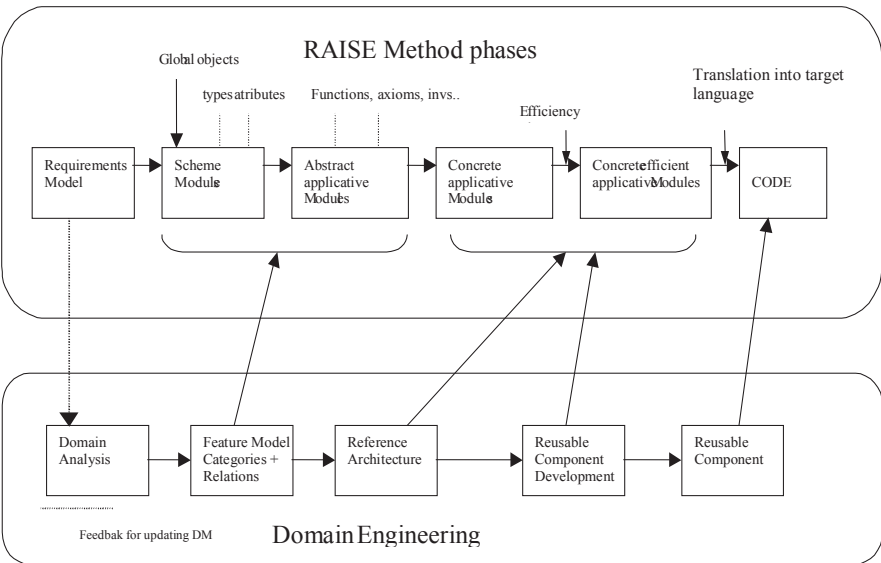 RAISE Method phases
Global objects
types atributes
Functions, axioms, invs..
Efficiency
Translation into target
language
Requirements
Model
Scheme
Modules
Abstract
applicative
Modules
Concrete
applicative
Modules
Concrete efficient
applicative Modules
CODE
Domain
Analysis
Feature Model
Categories +
Relations
Reference
Architecture
Reusable
Component
Development
Reusable
Component
Feedbak for updating DM
Domain Engineering